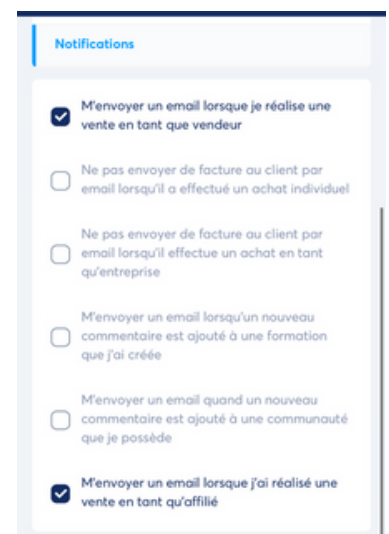 Notifications
M'envoyer un email lorsque je réalise une
vente en tant que vendeur
Ne pas envoyer de facture au client par
email lorsqu'il a effectué un achat individuel
Ne pas envoyer de facture au client par
email lorsqu'il effectue un achat en tant
qu'entreprise
M'envoyer un email lorsqu'un nouveau
commentaire est ajouté à une formation
que j'ai créée
M'envoyer un email quand un nouveau
commentaire est ajouté à une communauté
que je possède
M'envoyer un email lorsque j'ai réalisé une
vente en tant qu'affilié